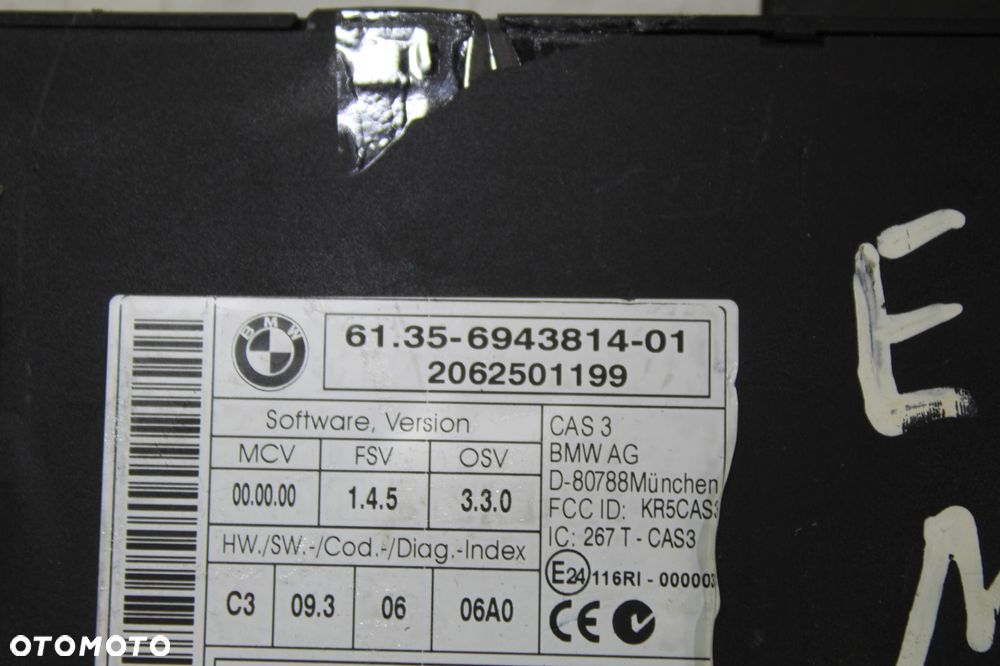 BMW
61.35-6943814-01
2062501199
Software, Version
MCV FSV OSV
00.00.00 1.4.5 3.3.0
HW./SW.-/Cod.-/Diag.-Index
C3 09.3 06 06A0
CAS 3
BMW AG
D-80788München
FCC ID: KR5CAS3
IC: 267 T - CAS3
E24 116RI - 000003
CE
E
M
OTOMOTO